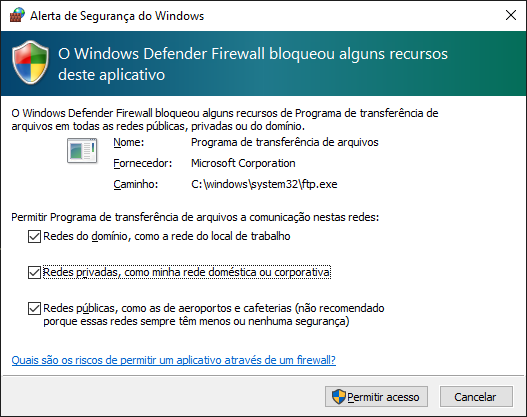 Alerta de Segurança do Windows
O Windows Defender Firewall bloqueou alguns recursos
deste aplicativo
O Windows Defender Firewall bloqueou alguns recursos de Programa de transferência de
arquivos em todas as redes públicas, privadas ou do domínio.
Nome: Programa de transferência de arquivos
Fornecedor: Microsoft Corporation
Caminho: C:\windows\system32\ftp.exe
Permitir Programa de transferência de arquivos a comunicação nestas redes:
Redes do domínio, como a rede do local de trabalho
Redes privadas, como minha rede doméstica ou corporativa
Redes públicas, como as de aeroportos e cafeterias (não recomendado
porque essas redes sempre têm menos ou nenhuma segurança)
Quais são os riscos de permitir um aplicativo através de um firewall?
Permitir acesso Cancelar